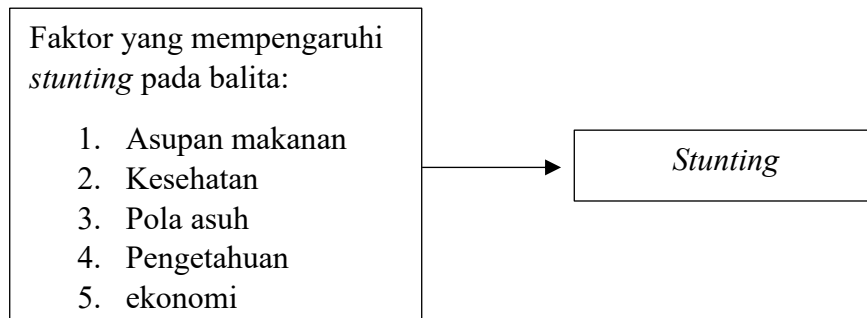 Faktor yang mempengaruhi
stunting pada balita:
1. Asupan makanan
2. Kesehatan
3. Pola asuh
4. Pengetahuan
5. ekonomi
Stunting